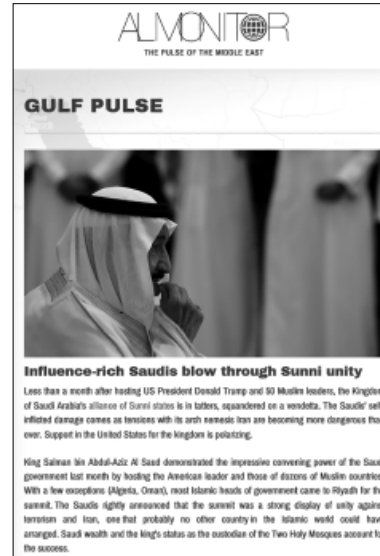 ALMONITOR
THE PULSE OF THE MIDDLE EAST
GULF PULSE
Influence-rich Saudis blow through Sunni unity
Less than a month after hosting US President Donald Trump and 50 Muslim leaders, the Kingdom
of Saudi Arabia's alliance of Sunni states is in tatters, squandered on a vendetta. The Saudis' self
inflicted damage comes as tensions with its arch nemesis Iran are becoming more dangerous than
ever. Support in the United States for the kingdom is polarizing.
King Salman bin Abdul-Aziz Al Saud demonstrated the impressive convening power of the Saudi
government last month by hosting the American leader and those of dozens of Muslim countries.
With a few exceptions (Algeria, Oman), most Islamic heads of government came to Riyadh for the
summit. The Saudis rightly announced that the summit was a strong display of unity against
terrorism and Iran, one that probably no other country in the Islamic world could have
arranged. Saudi wealth and the king's status as the custodian of the Two Holy Mosques account for
the success.